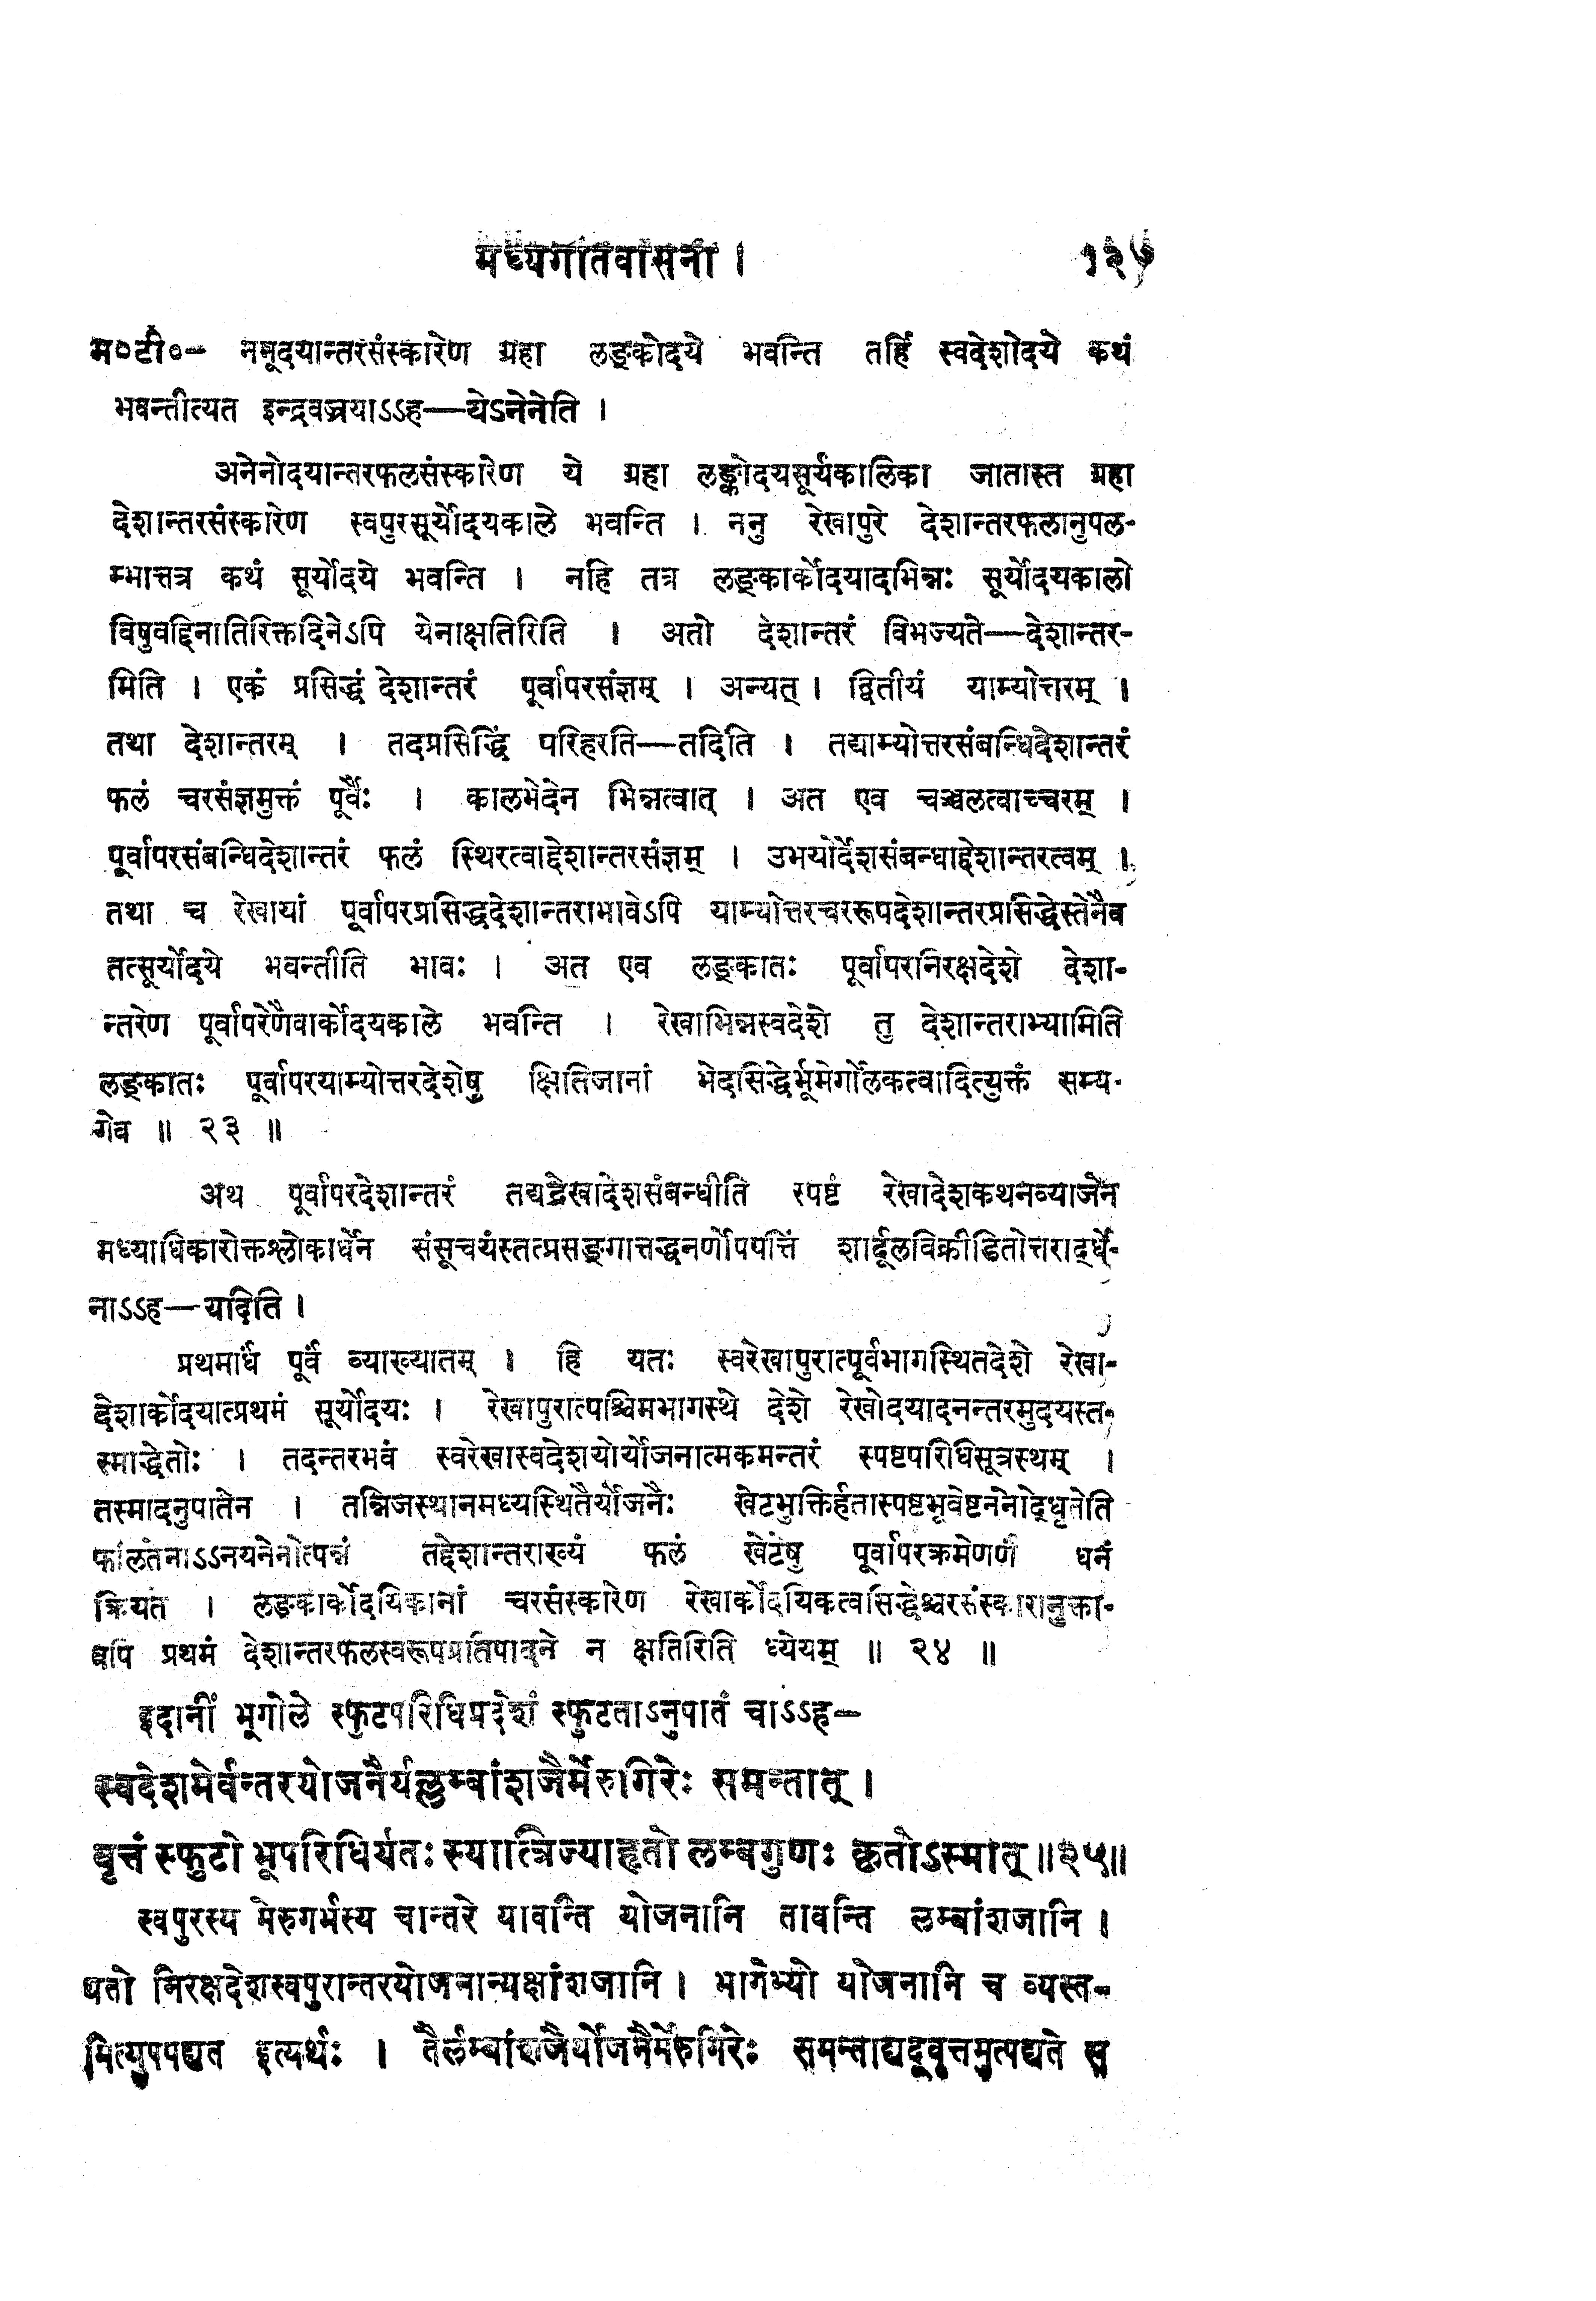 मध्यगतिवासना । १२५
म०टी०- ननूदयान्तरसंस्कारेण ग्रहा लङ्कोदये भवन्ति तर्हि स्वदेशोदये कथं
भवन्तीत्यत इन्द्रवज्रयाऽऽह—येऽनेनेति ।
अनेनोदयान्तरफलसंस्कारेण ये ग्रहा लङ्कोदयसूर्यकालिका जातास्त ग्रहा
देशान्तरसंस्कारेण स्वपुरसूर्योदयकाले भवन्ति । ननु रेखापुरे देशान्तरफलानुपल-
म्भात्तत्र कथं सूर्योदये भवन्ति । नहि तत्र लङ्कार्कोदयादभिन्नः सूर्योदयकालो
विषुवद्दिनातिरिक्तदिनेऽपि येनाक्षतिरिति । अतो देशान्तरं विभज्यते—देशान्तर-
मिति । एकं प्रसिद्धं देशान्तरं पूर्वापरसंज्ञम् । अन्यत् । द्वितीयं याम्योत्तरम् ।
तथा देशान्तरम् । तदप्रसिद्धिं परिहरति—तदिति । तद्याम्योत्तरसंबन्धिदेशान्तरं
फलं चरसंज्ञमुक्तं पूर्वैः । कालभेदेन भिन्नत्वात् । अत एव चञ्चलत्वाच्चरम् ।
पूर्वापरसंबन्धिदेशान्तरं फलं स्थिरत्वाद्देशान्तरसंज्ञम् । उभयोर्देशसंबन्धाद्देशान्तरत्वम् ।
तथा च रेखायां पूर्वापरप्रसिद्धदेशान्तराभावेऽपि याम्योत्तरचररूपदेशान्तरप्रसिद्धेस्तेनैव
तत्सूर्योदये भवन्तीति भावः । अत एव लङ्कातः पूर्वापरनिरक्षदेशे देशा-
न्तरेण पूर्वापरेणैवार्कोदयकाले भवन्ति । रेखाभिन्नस्वदेशे तु देशान्तराभ्यामिति
लङ्कातः पूर्वापरयाम्योत्तरदेशेषु क्षितिजानां भेदसिद्धेर्भूमेर्गोलकत्वादित्युक्तं सम्य-
गेव ॥ २३ ॥
अथ पूर्वापरदेशान्तरं तद्यद्रेखादेशसंबन्धीति स्पष्टं रेखादेशकथनव्याजेन
मध्याधिकारोक्तश्लोकार्धेन संसूचयंस्तत्प्रसङ्गात्तद्धनर्णोपपत्तिं शार्दूलविक्रीडितोत्तरार्द्धे-
नाऽऽह—यदिति ।
प्रथमार्धं पूर्वं व्याख्यातम् । हि यतः स्वरेखापुरात्पूर्वभागस्थितदेशे रेखा-
देशार्कोदयात्प्रथमं सूर्योदयः । रेखापुरात्पश्चिमभागस्थे देशे रेखोदयादनन्तरमुदयस्त-
स्माद्धेतोः । तदन्तरभवं स्वरेखास्वदेशयोर्योजनात्मकमन्तरं स्पष्टपरिधिसूत्रस्थम् ।
तस्मादनुपातेन । तन्निजस्थानमध्यस्थितैर्योजनैः खेटभुक्तिर्हतास्पष्टभूवेष्टनेनोद्धृतेति
फलितेनाऽऽनयनेनोत्पन्नं तद्देशान्तराख्यं फलं खेटेषु पूर्वापरक्रमेणर्णं धनं
क्रियते । लङ्कार्कोदयिकानां चरसंस्कारेण रेखार्कोदयिकत्वसिद्धेश्चरसंस्कारानुक्ता-
वपि प्रथमं देशान्तरफलस्वरूपप्रतिपादने न क्षतिरिति ध्येयम् ॥ २४ ॥
इदानीं भूगोले स्फुटपरिधिप्रदेशं स्फुटताऽनुपातं चाऽऽह—
स्वदेशमेर्वन्तरयोजनैर्यल्लम्बांशजैर्मेरुगिरेः समन्तात् ।
वृत्तं स्फुटो भूपरिधिर्यतः स्यात्त्रिज्याहृतो लम्बगुणः कृतोऽस्मात् ॥२५॥
स्वपुरस्य मेरुगर्भस्य चान्तरे यावन्ति योजनानि तावन्ति लम्बांशजानि ।
यतो निरक्षदेशस्वपुरान्तरयोजनान्यक्षांशजानि । भागेभ्यो योजनानि च व्यस्त-
मित्युपपद्यत इत्यर्थः । तैर्लम्बांशजैर्योजनैर्मेरुगिरेः समन्ताद्यद्वृत्तमुत्पद्यते स